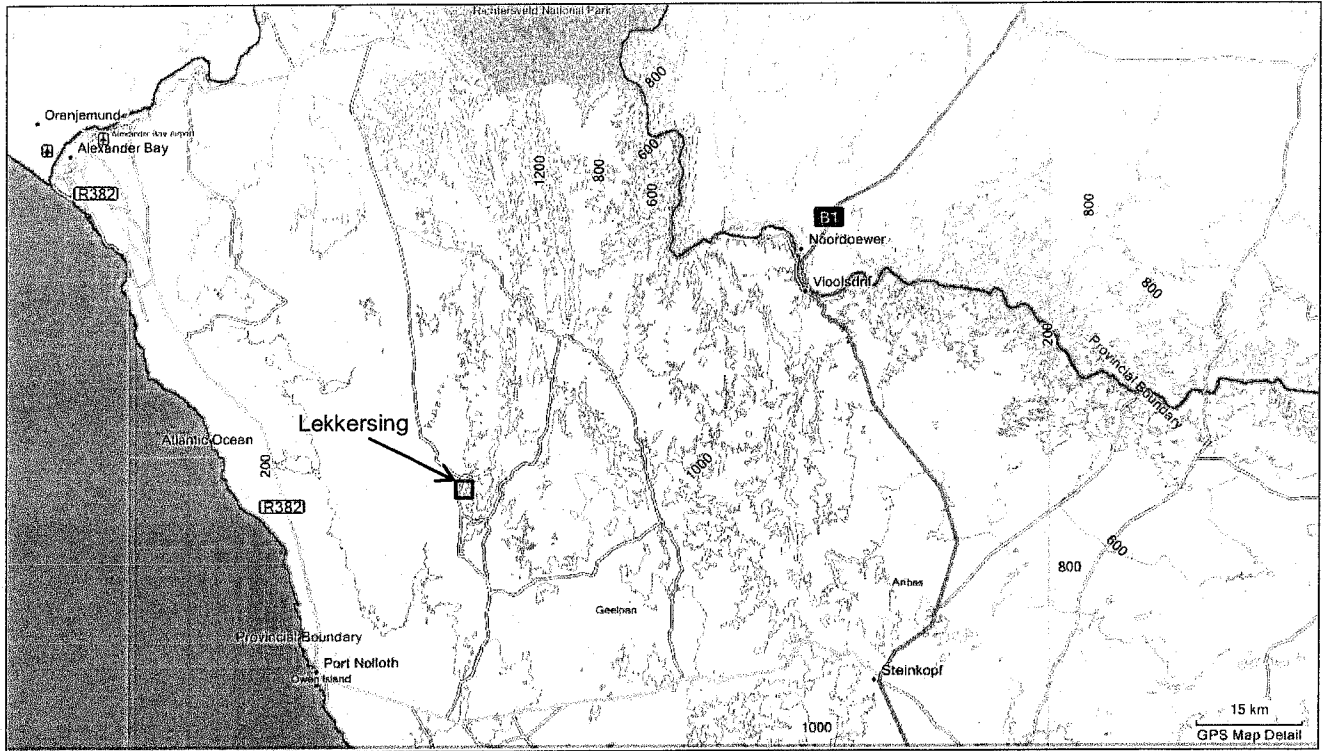 Richtersveld National Park
800
Oranjemund
Alexander Bay Airport
Alexander Bay
600
1200
800
600
R382
B1
800
Noordoewer
800
Vioolsdrif
200
Provincial Boundary
Lekkersing
Atlantic Ocean
200
1000
R382
600
800
Geelpan
Provincial Boundary
Port Nolloth
Owen Island
Steinkopf
15 km
1000
GPS Map Detail